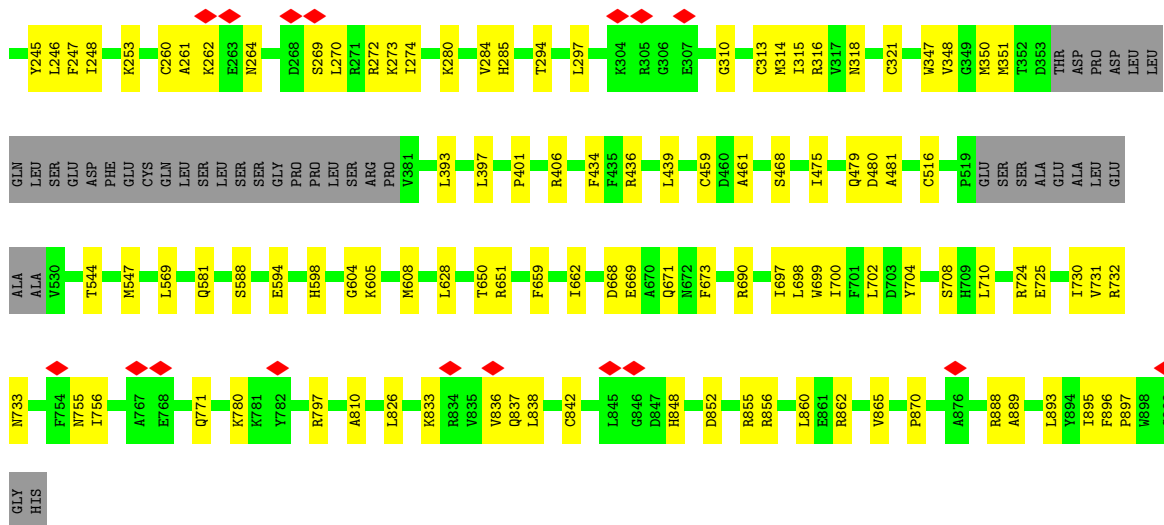 Y245 L246 F247 I248 K253 C260 A261 K262 E263 N264 D268 S269 L270 R271 R272 K273 I274 K280 V284 H285 T294 L297 K304 R305 G306 E307 G310 C313 M314 I315 R316 V317 N318 C321 W347 V348 G349 M350 M351 T352 D353 THR ASP PRO ASP LEU LEU
GLN LEU SER GLU ASP PHE GLU CYS GLN LEU SER LEU SER SER GLY PRO PRO LEU SER ARG PRO V381 L393 L397 P401 R406 F434 F435 R436 L439 C459 D460 A461 S468 I475 Q479 D480 A481 C516 P519 GLU SER SER ALA GLU ALA LEU GLU
ALA ALA V530 T544 M547 L569 Q581 S588 E594 H598 G604 K605 M608 L628 T650 R651 F659 I662 D668 E669 A670 Q671 N672 F673 R690 I697 L698 W699 I700 F701 L702 D703 Y704 S708 H709 L710 R724 E725 I730 V731 R732
N733 F754 N755 I756 A767 E768 Q771 K780 K781 Y782 R797 A810 L826 K833 R834 V835 V836 Q837 L838 C842 L845 G846 D847 H848 D852 R855 R856 L860 E861 R862 V865 P870 A876 R888 A889 L893 Y894 I895 F896 P897 W898
GLY HIS